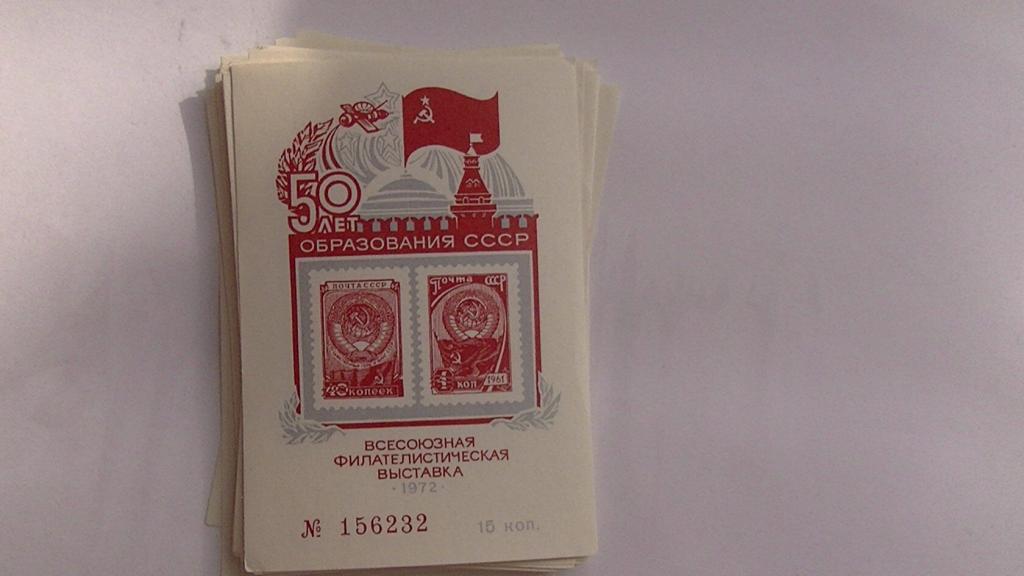 50
ЛЕТ
ОБРАЗОВАНИЯ СССР
ПОЧТА СССР
40 КОПЕЕК
Почта СССР
КОП 1961
ВСЕСОЮЗНАЯ
ФИЛАТЕЛИСТИЧЕСКАЯ
ВЫСТАВКА
·1972·
№ 156232 15 коп.